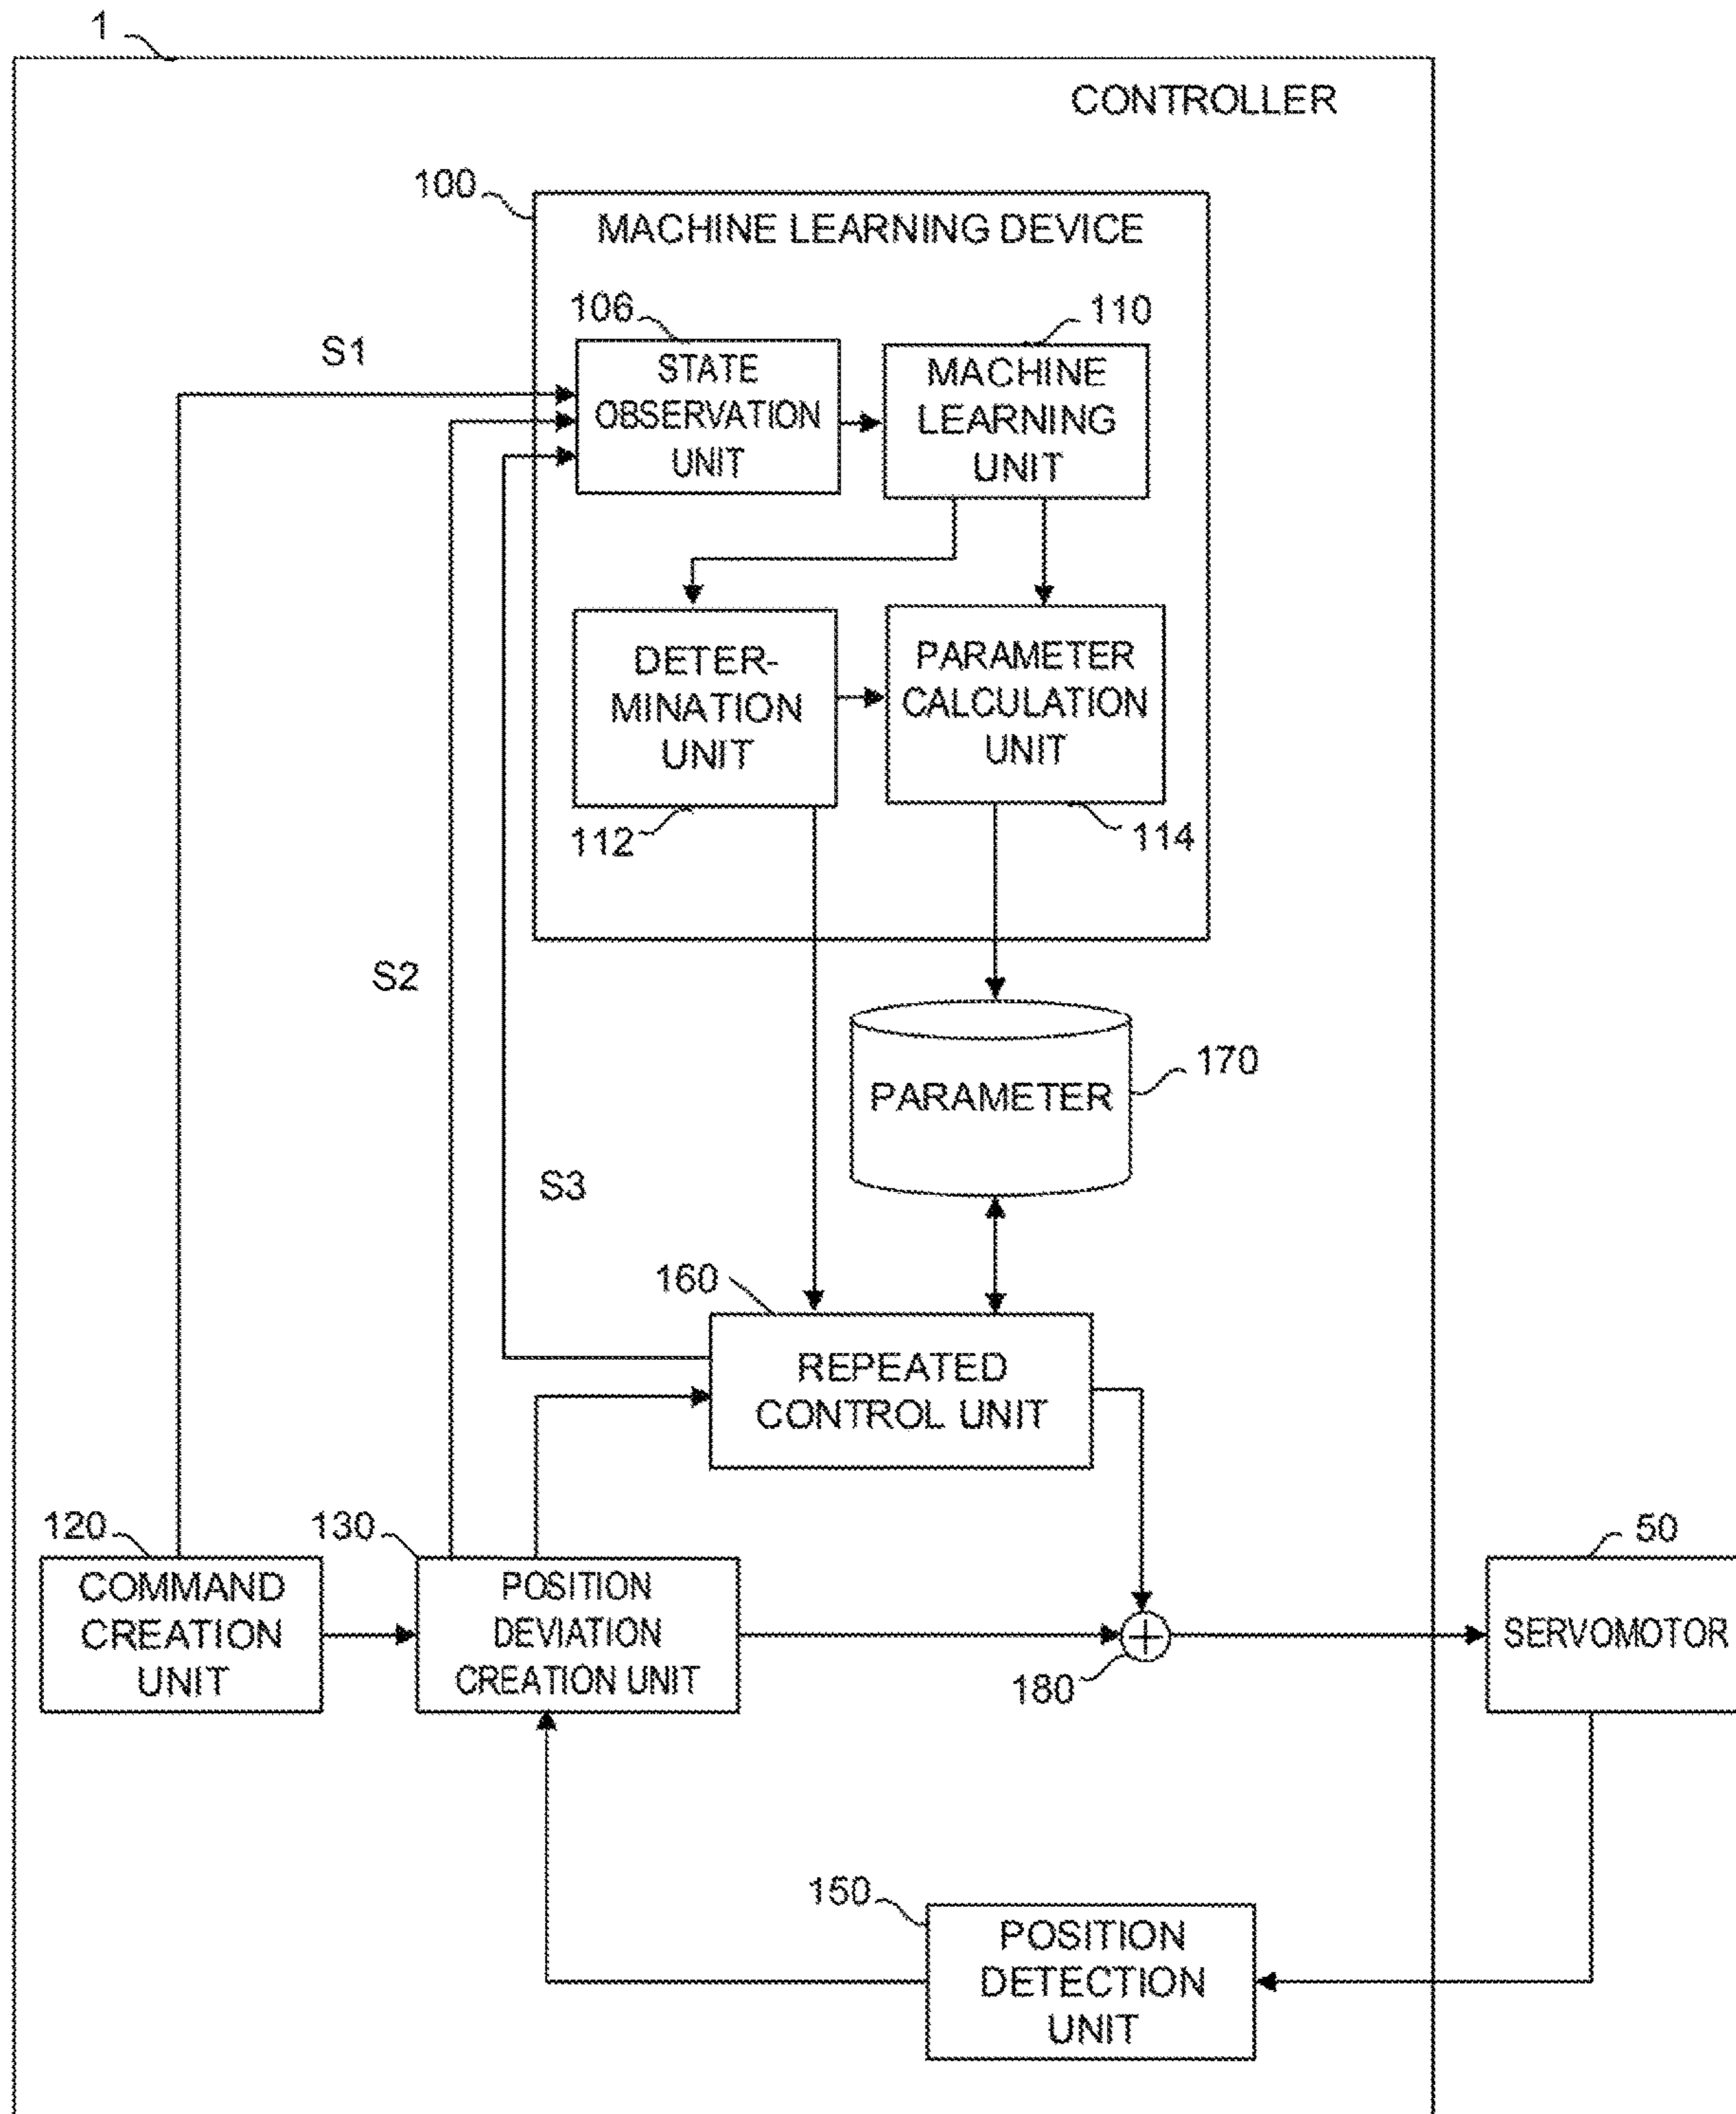 1
CONTROLLER
100
MACHINE LEARNING DEVICE
106
110
S1
STATE
OBSERVATION
UNIT
MACHINE
LEARNING
UNIT
DETER-
MINATION
UNIT
PARAMETER
CALCULATION
UNIT
112
114
S2
170
PARAMETER
S3
160
REPEATED
CONTROL UNIT
120
130
50
COMMAND
CREATION
UNIT
POSITION
DEVIATION
CREATION UNIT
SERVOMOTOR
180
150
POSITION
DETECTION
UNIT